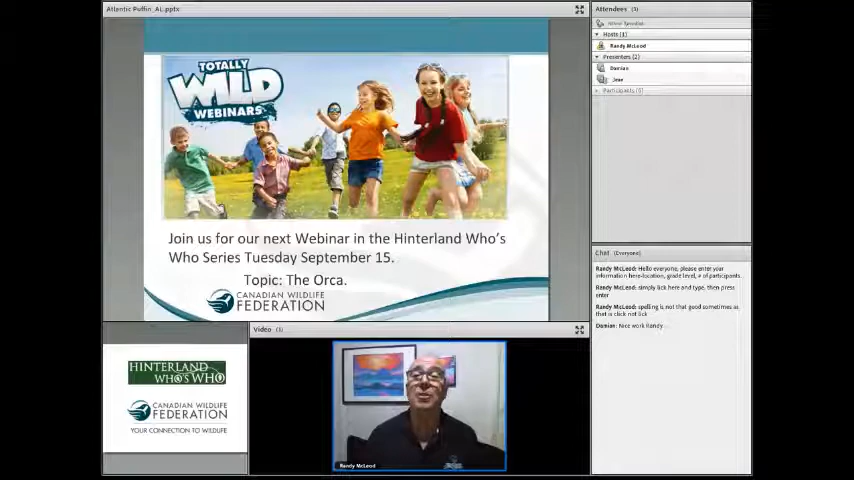 Atlantic Puffin_AL.pptx
TOTALLY
WILD
WEBINARS
Join us for our next Webinar in the Hinterland Who's
Who Series Tuesday September 15.
Topic: The Orca.
CANADIAN WILDLIFE
FEDERATION
HINTERLAND
WHO'S WHO
CANADIAN WILDLIFE
FEDERATION
YOUR CONNECTION TO WILDLIFE
Video (1)
Randy McLeod
Attendees (3)
Active Speakers
Hosts (1)
Randy McLeod
Presenters (2)
Damian
Jane
Participants (0)
Chat (Everyone)
Randy McLeod: Hello everyone, please enter your
information here-location, grade level, # of participants.
Randy McLeod: simply lick here and type, then press
enter
Randy McLeod: spelling is not that good sometimes as
that is click not lick
Damian: Nice work Randy...